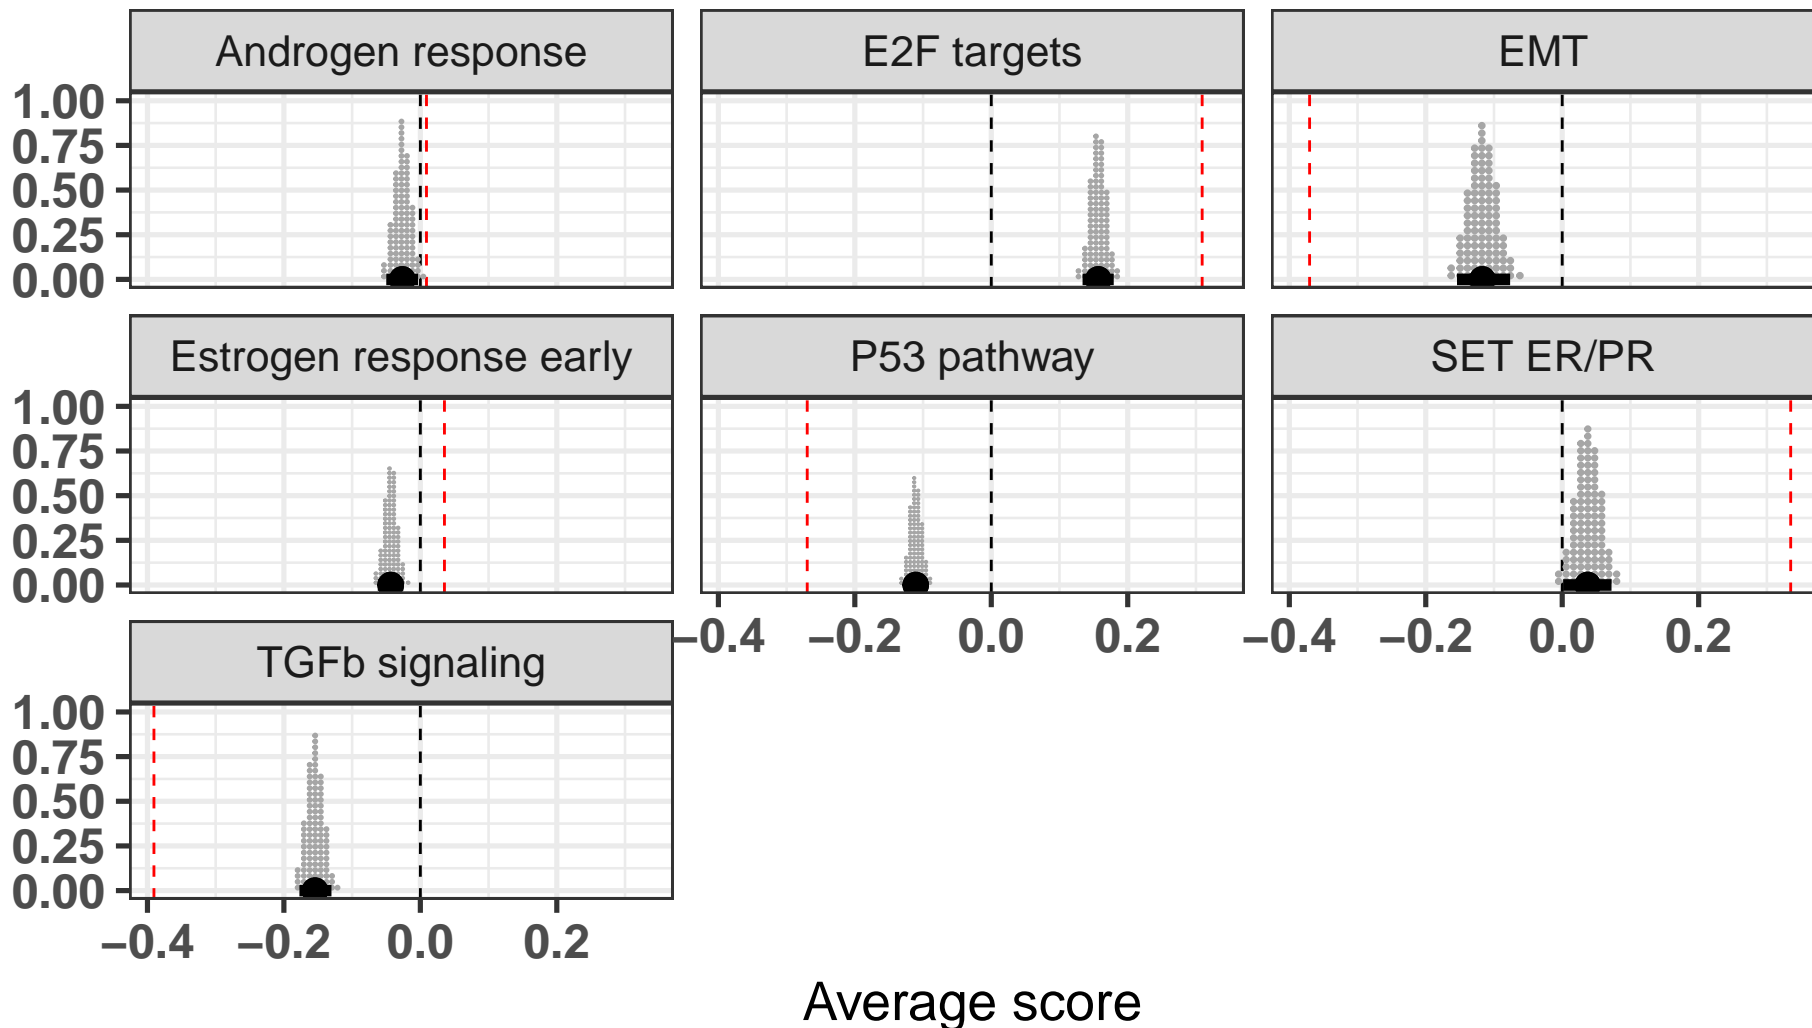 Androgen response
E2F targets
EMT
1.00
0.75
0.50
0.25
0.00
Estrogen response early
P53 pathway
SET ER/PR
1.00
0.75
0.50
0.25
0.00
−0.4 −0.2 0.0 0.2
−0.4 −0.2 0.0 0.2
TGFb signaling
1.00
0.75
0.50
0.25
0.00
−0.4 −0.2 0.0 0.2
Average score